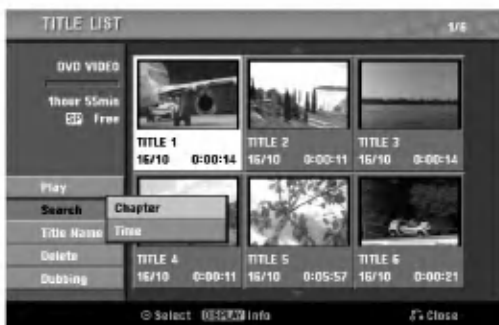 TITLE LIST 1/6
DVD VIDEO
1hour 55min
SP Free
TITLE 1
16/10 0:00:14
TITLE 2
16/10 0:00:11
TITLE 3
16/10 0:00:14
Play
Search
Title Name
Delete
Dubbing
Chapter
Time
TITLE 4
16/10 0:00:11
TITLE 5
16/10 0:05:57
TITLE 6
16/10 0:00:21
Select DISPLAY Info Close